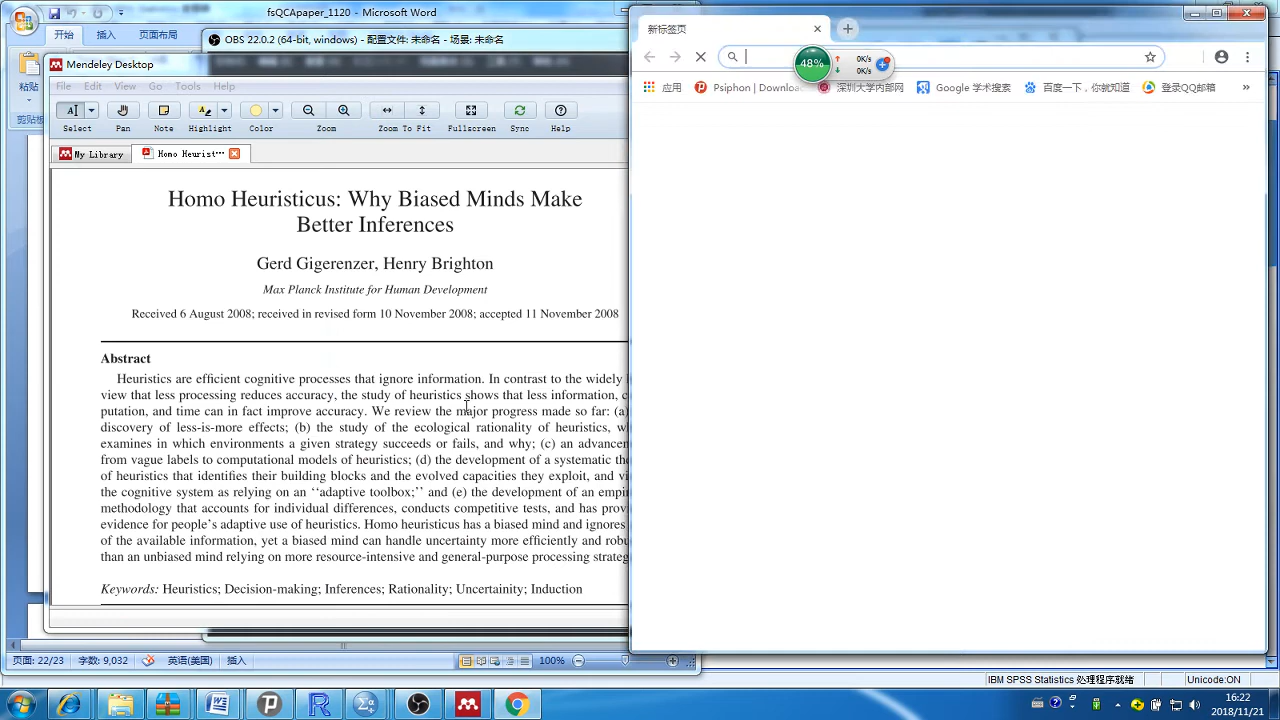 fsQCApaper_1120 - Microsoft Word
开始 插入 页面布局
粘贴
剪贴板
OBS 22.0.2 (64-bit, windows) - 配置文件: 未命名 - 场景: 未命名
Mendeley Desktop
File Edit View Go Tools Help
Select Pan Note Highlight Color Zoom Zoom To Fit Fullscreen Sync Help
My Library
Homo Heurist···
Homo Heuristicus: Why Biased Minds Make
Better Inferences
Gerd Gigerenzer, Henry Brighton
Max Planck Institute for Human Development
Received 6 August 2008; received in revised form 10 November 2008; accepted 11 November 2008
Abstract
Heuristics are efficient cognitive processes that ignore information. In contrast to the widely
view that less processing reduces accuracy, the study of heuristics shows that less information, c
putation, and time can in fact improve accuracy. We review the major progress made so far: (a)
discovery of less-is-more effects; (b) the study of the ecological rationality of heuristics, w
examines in which environments a given strategy succeeds or fails, and why; (c) an advancem
from vague labels to computational models of heuristics; (d) the development of a systematic the
of heuristics that identifies their building blocks and the evolved capacities they exploit, and vi
the cognitive system as relying on an ‘‘adaptive toolbox;’’ and (e) the development of an empir
methodology that accounts for individual differences, conducts competitive tests, and has prov
evidence for people’s adaptive use of heuristics. Homo heuristicus has a biased mind and ignores
of the available information, yet a biased mind can handle uncertainty more efficiently and robu
than an unbiased mind relying on more resource-intensive and general-purpose processing strateg
Keywords: Heuristics; Decision-making; Inferences; Rationality; Uncertainty; Induction
页面: 22/23 字数: 9,032 英语(美国) 插入 100%
新标签页
48%
0K/s
0K/s
应用 Psiphon | Downloa 深圳大学内部网 Google 学术搜索 百度一下，你就知道 登录QQ邮箱 »
IBM SPSS Statistics 处理程序就绪 Unicode:ON
16:22
2018/11/21